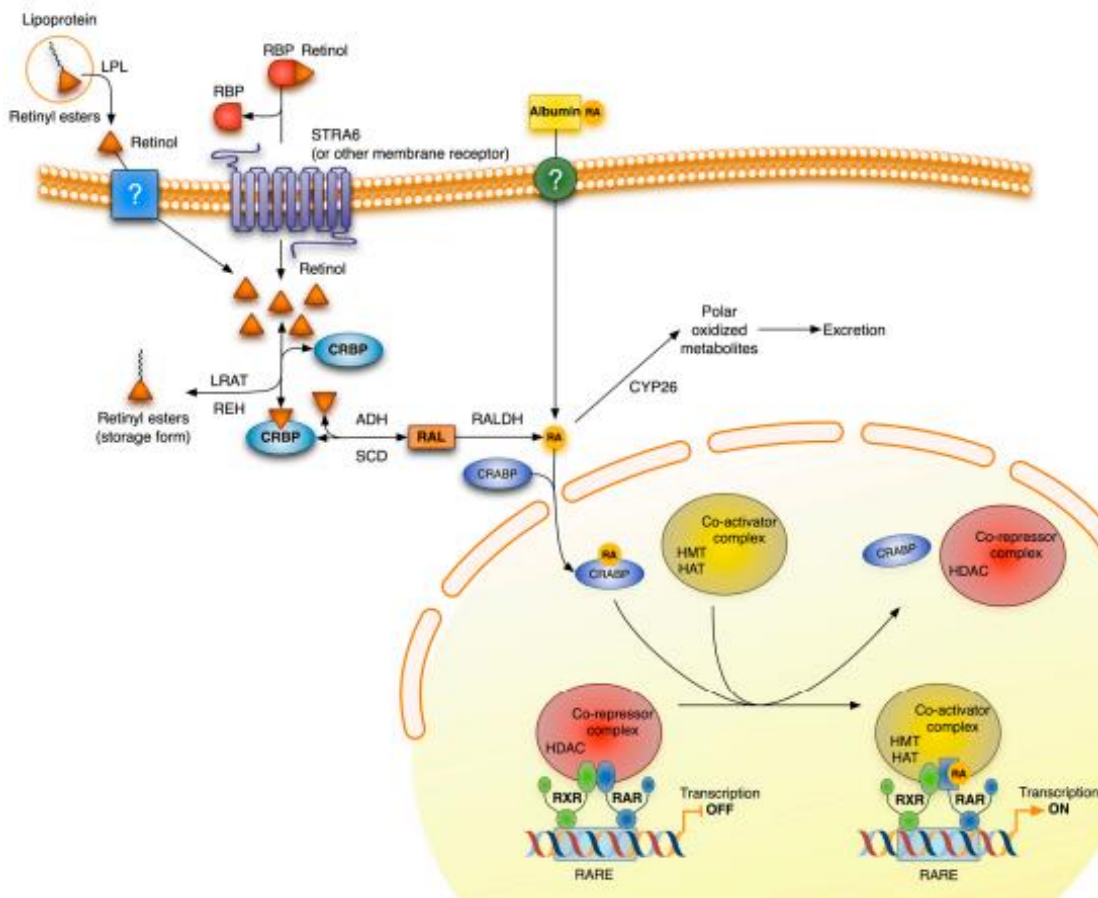 Lipoprotein
LPL
Retinyl esters
Retinol
?
RBP Retinol
RBP
STRA6
(or other membrane receptor)
Albumin RA
?
Retinol
CRBP
LRAT
REH
Retinyl esters
(storage form)
CRBP
ADH
SCD
RAL
RALDH
RA
CYP26
Polar
oxidized
metabolites
Excretion
CRABP
RA
CRABP
Co-activator
complex
HMT
HAT
CRABP
Co-repressor
complex
HDAC
Co-repressor
complex
HDAC
RXR
RAR
Transcription
OFF
RARE
Co-activator
complex
HMT
HAT
RA
RXR
RAR
Transcription
ON
RARE